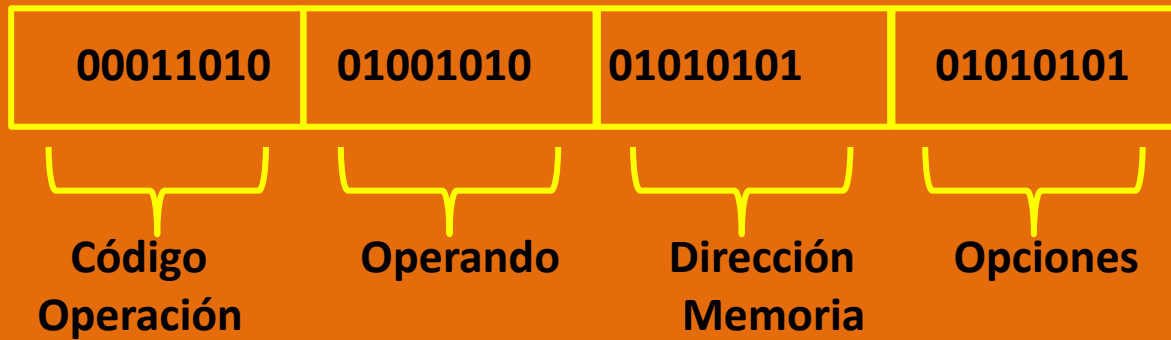 00011010 01001010 01010101 01010101
Código Operando Dirección Opciones
Operación Memoria